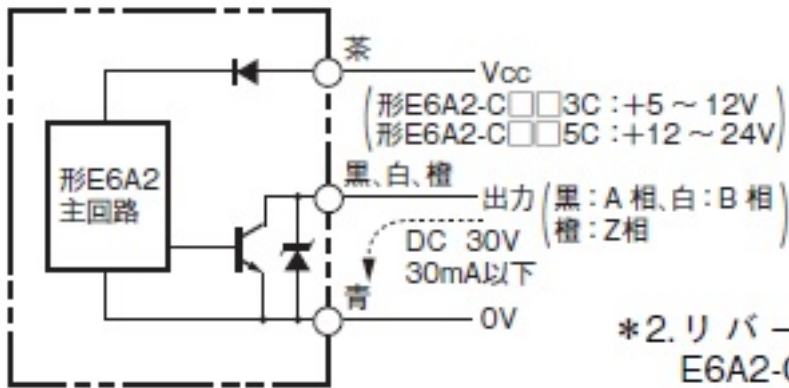 茶
Vcc
(形E6A2-C□□3C:+5 ~ 12V
形E6A2-C□□5C:+12 ~ 24V)
形E6A2
主回路
黒、白、橙
出力(黒:A 相、白:B 相
橙:Z相)
DC 30V
30mA以下
青
0V
*2.リバー
E6A2-